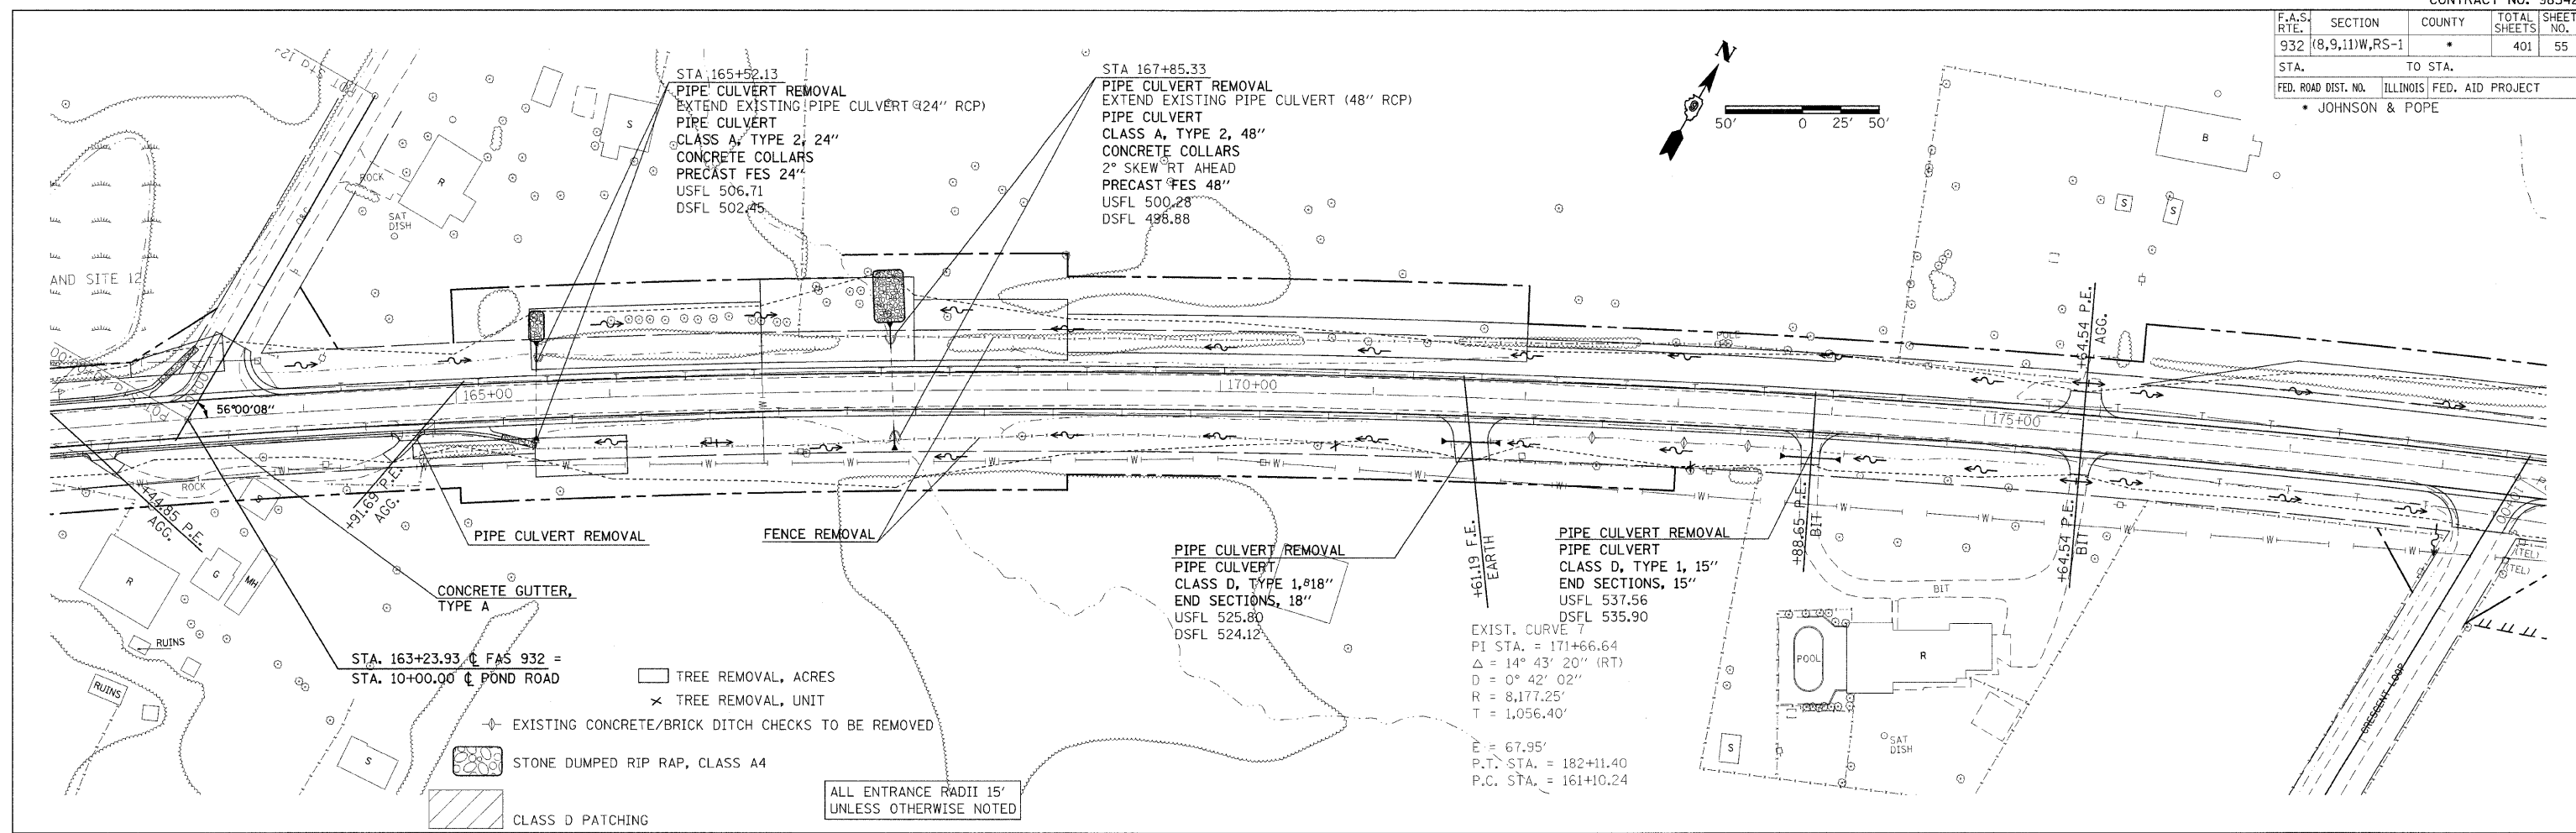 CONTRACT NO. 98542
F.A.S. RTE. SECTION COUNTY TOTAL SHEETS SHEET NO.
932 (8,9,11)W,RS-1 * 401 55
STA. TO STA.
FED. ROAD DIST. NO. ILLINOIS FED. AID PROJECT
* JOHNSON & POPE
N
50' 0 25' 50'
STA 165+52.13
PIPE CULVERT REMOVAL
EXTEND EXISTING PIPE CULVERT (24" RCP)
PIPE CULVERT
CLASS A, TYPE 2, 24"
CONCRETE COLLARS
PRECAST FES 24"
USFL 506.71
DSFL 502.45
STA 167+85.33
PIPE CULVERT REMOVAL
EXTEND EXISTING PIPE CULVERT (48" RCP)
PIPE CULVERT
CLASS A, TYPE 2, 48"
CONCRETE COLLARS
2° SKEW RT AHEAD
PRECAST FES 48"
USFL 500.28
DSFL 498.88
B
S
S
S
R
ROCK
SAT
DISH
AND SITE 12
56°00'08"
165+00
170+00
175+00
+64.54 P.E.
AGG.
ROCK
S
+44.85 P.E.
AGG.
+91.69 P.E.
AGG.
PIPE CULVERT REMOVAL
FENCE REMOVAL
PIPE CULVERT REMOVAL
PIPE CULVERT
CLASS D, TYPE 1, 18"
END SECTIONS, 18"
USFL 525.80
DSFL 524.12
+61.19 F.E.
EARTH
PIPE CULVERT REMOVAL
PIPE CULVERT
CLASS D, TYPE 1, 15"
END SECTIONS, 15"
USFL 537.56
DSFL 535.90
+88.65 P.E.
BIT
+64.54 P.E.
BIT
BIT
(TEL)
(TEL)
R
G
MH
CONCRETE GUTTER,
TYPE A
RUINS
RUINS
S
STA. 163+23.93 ℄ FAS 932 =
STA. 10+00.00 ℄ POND ROAD
EXIST. CURVE 7
PI STA. = 171+66.64
Δ = 14° 43' 20" (RT)
D = 0° 42' 02"
R = 8,177.25'
T = 1,056.40'
E = 67.95'
P.T. STA. = 182+11.40
P.C. STA. = 161+10.24
POOL
R
S
SAT
DISH
CRESCENT LOOP
TREE REMOVAL, ACRES
TREE REMOVAL, UNIT
EXISTING CONCRETE/BRICK DITCH CHECKS TO BE REMOVED
STONE DUMPED RIP RAP, CLASS A4
CLASS D PATCHING
ALL ENTRANCE RADII 15'
UNLESS OTHERWISE NOTED